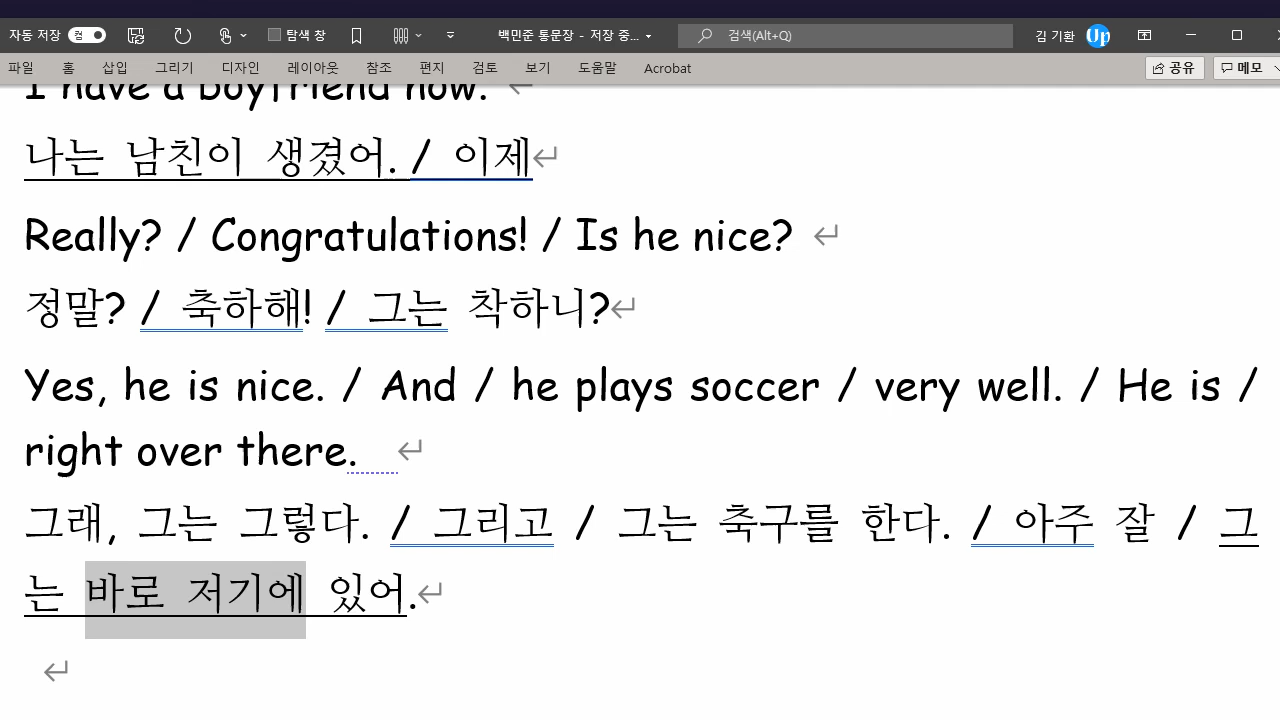 자동 저장 컴 탐색 창 백민준 통문장 - 저장 중... 검색(Alt+Q) 김 기환 Up
파일 홈 삽입 그리기 디자인 레이아웃 참조 편지 검토 보기 도움말 Acrobat 공유 메모
I have a boyfriend now.
나는 남친이 생겼어. / 이제
Really? / Congratulations! / Is he nice?
정말? / 축하해! / 그는 착하니?
Yes, he is nice. / And / he plays soccer / very well. / He is /
right over there.
그래, 그는 그렇다. / 그리고 / 그는 축구를 한다. / 아주 잘 / 그
는 바로 저기에 있어.